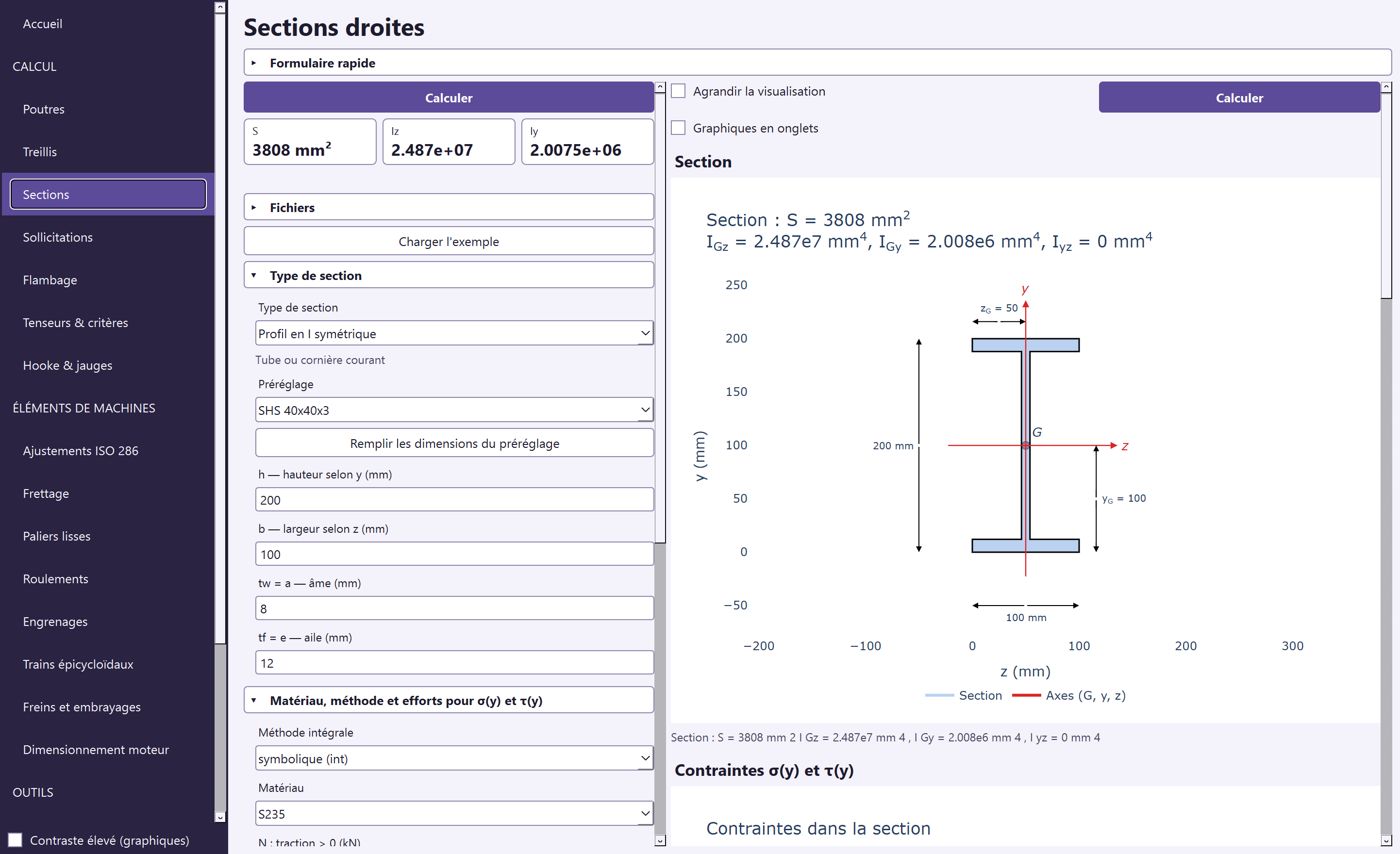 Accueil
CALCUL
Poutres
Treillis
Sections
Sollicitations
Flambage
Tenseurs & critères
Hooke & jauges
ÉLÉMENTS DE MACHINES
Ajustements ISO 286
Frettage
Paliers lisses
Roulements
Engrenages
Trains épicycloïdaux
Freins et embrayages
Dimensionnement moteur
OUTILS
Contraste élevé (graphiques)
Sections droites
Formulaire rapide
Calculer
S
3808 mm²
Iz
2.487e+07
Iy
2.0075e+06
Fichiers
Charger l'exemple
Type de section
Type de section
Profil en I symétrique
Tube ou cornière courant
Préréglage
SHS 40x40x3
Remplir les dimensions du préréglage
h — hauteur selon y (mm)
200
b — largeur selon z (mm)
100
tw = a — âme (mm)
8
tf = e — aile (mm)
12
Matériau, méthode et efforts pour σ(y) et τ(y)
Méthode intégrale
symbolique (int)
Matériau
S235
N : traction > 0 (kN)
Agrandir la visualisation
Calculer
Graphiques en onglets
Section
Section : S = 3808 mm²
I_Gz = 2.487e7 mm⁴, I_Gy = 2.008e6 mm⁴, I_yz = 0 mm⁴
250
200
150
100
50
0
−50
y (mm)
y
z_G = 50
200 mm
G
z
y_G = 100
100 mm
−200
−100
0
100
200
300
z (mm)
Section
Axes (G, y, z)
Section : S = 3808 mm 2 I Gz = 2.487e7 mm 4 , I Gy = 2.008e6 mm 4 , I yz = 0 mm 4
Contraintes σ(y) et τ(y)
Contraintes dans la section